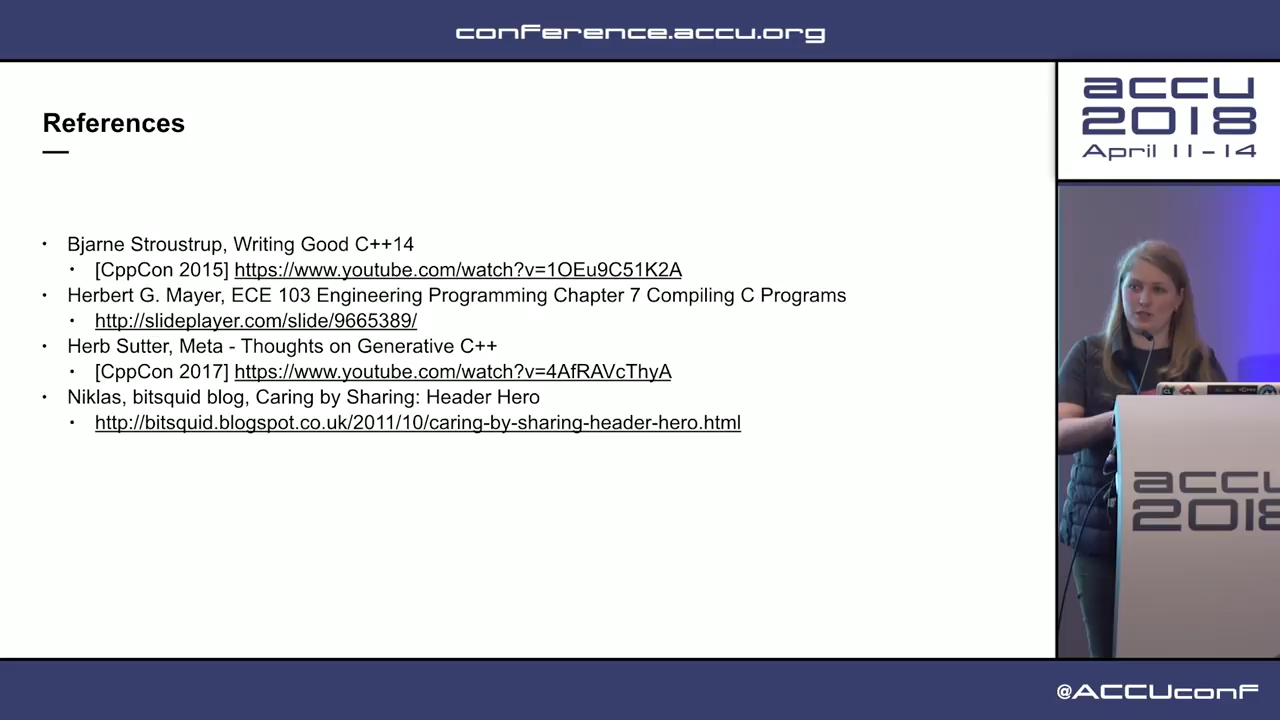 conference.accu.org
References
accu
2018
April 11-14
• Bjarne Stroustrup, Writing Good C++14
• [CppCon 2015] https://www.youtube.com/watch?v=1OEu9C51K2A
• Herbert G. Mayer, ECE 103 Engineering Programming Chapter 7 Compiling C Programs
• http://slideplayer.com/slide/9665389/
• Herb Sutter, Meta - Thoughts on Generative C++
• [CppCon 2017] https://www.youtube.com/watch?v=4AfRAVcThyA
• Niklas, bitsquid blog, Caring by Sharing: Header Hero
• http://bitsquid.blogspot.co.uk/2011/10/caring-by-sharing-header-hero.html
accu
2018
@ACCUconf